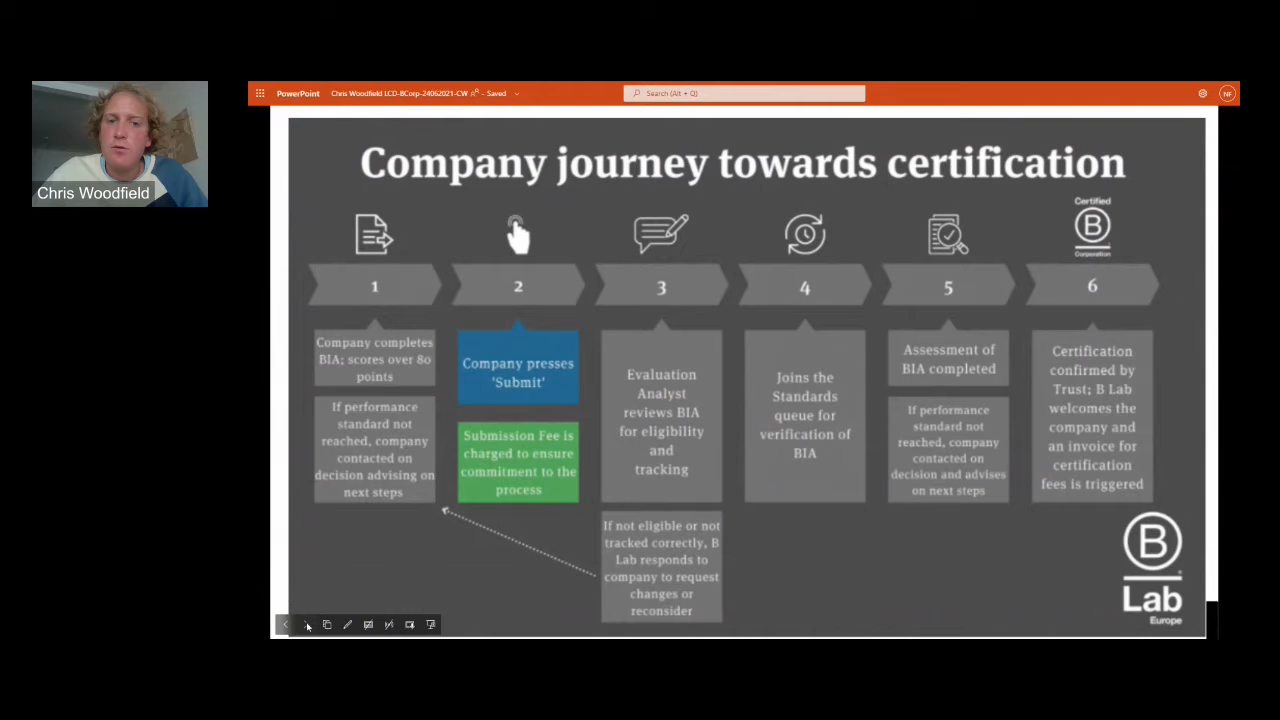 PowerPoint
Chris Woodfield LCD-BCorp-24062021-CW - Saved
Search (Alt + Q)
NF
Chris Woodfield
Company journey towards certification
Certified
B
Corporation
1
2
3
4
5
6
Company completes
BIA; scores over 80
points
If performance
standard not
reached, company
contacted on
decision advising on
next steps
Company presses
'Submit'
Submission Fee is
charged to ensure
commitment to the
process
Evaluation
Analyst
reviews BIA
for eligibility
and
tracking
If not eligible or not
tracked correctly, B
Lab responds to
company to request
changes or
reconsider
Joins the
Standards
queue for
verification of
BIA
Assessment of
BIA completed
If performance
standard not
reached, company
contacted on
decision and advises
on next steps
Certification
confirmed by
Trust; B Lab
welcomes the
company and
an invoice for
certification
fees is triggered
B
Lab
Europe